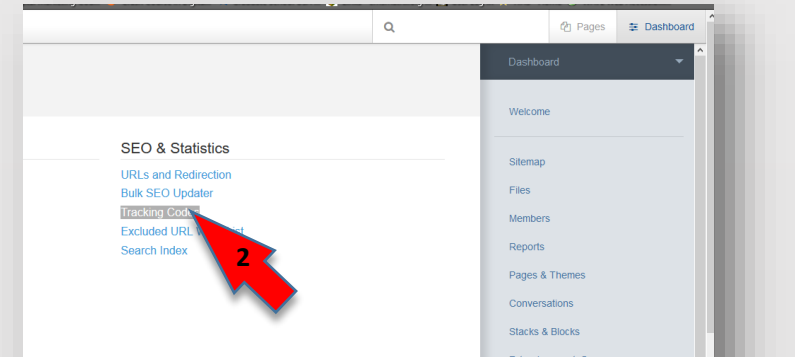 Pages
Dashboard
Dashboard
Welcome
SEO & Statistics
URLs and Redirection
Bulk SEO Updater
Tracking Codes
Excluded URL
Search Index
2
Sitemap
Files
Members
Reports
Pages & Themes
Conversations
Stacks & Blocks